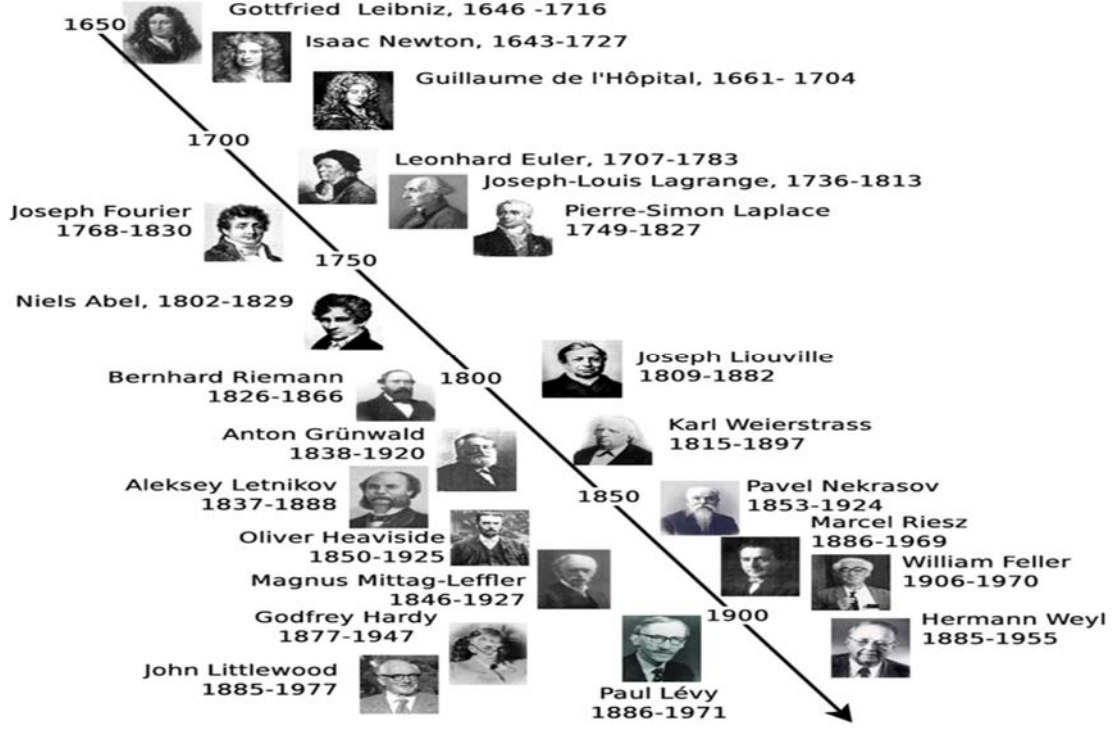 1650
Gottfried Leibniz, 1646 -1716
Isaac Newton, 1643-1727
Guillaume de l'Hôpital, 1661- 1704
1700
Leonhard Euler, 1707-1783
Joseph-Louis Lagrange, 1736-1813
Pierre-Simon Laplace
1749-1827
Joseph Fourier
1768-1830
1750
Niels Abel, 1802-1829
Joseph Liouville
1809-1882
Bernhard Riemann
1826-1866
1800
Karl Weierstrass
1815-1897
Anton Grünwald
1838-1920
Aleksey Letnikov
1837-1888
1850
Pavel Nekrasov
1853-1924
Marcel Riesz
1886-1969
Oliver Heaviside
1850-1925
William Feller
1906-1970
Magnus Mittag-Leffler
1846-1927
1900
Godfrey Hardy
1877-1947
Hermann Weyl
1885-1955
John Littlewood
1885-1977
Paul Lévy
1886-1971